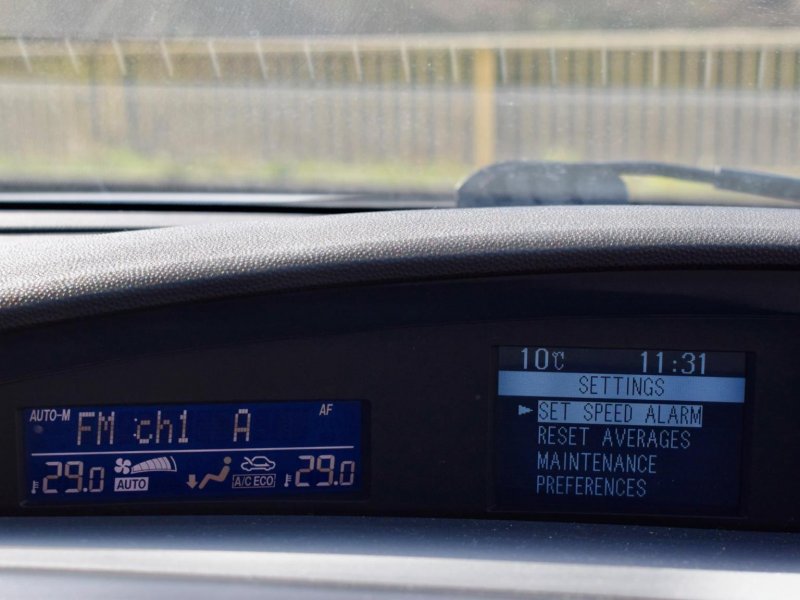 AUTO-M FM ch1 A AF
29.0 AUTO A/C ECO 29.0
10℃ 11:31
SETTINGS
SET SPEED ALARM
RESET AVERAGES
MAINTENANCE
PREFERENCES